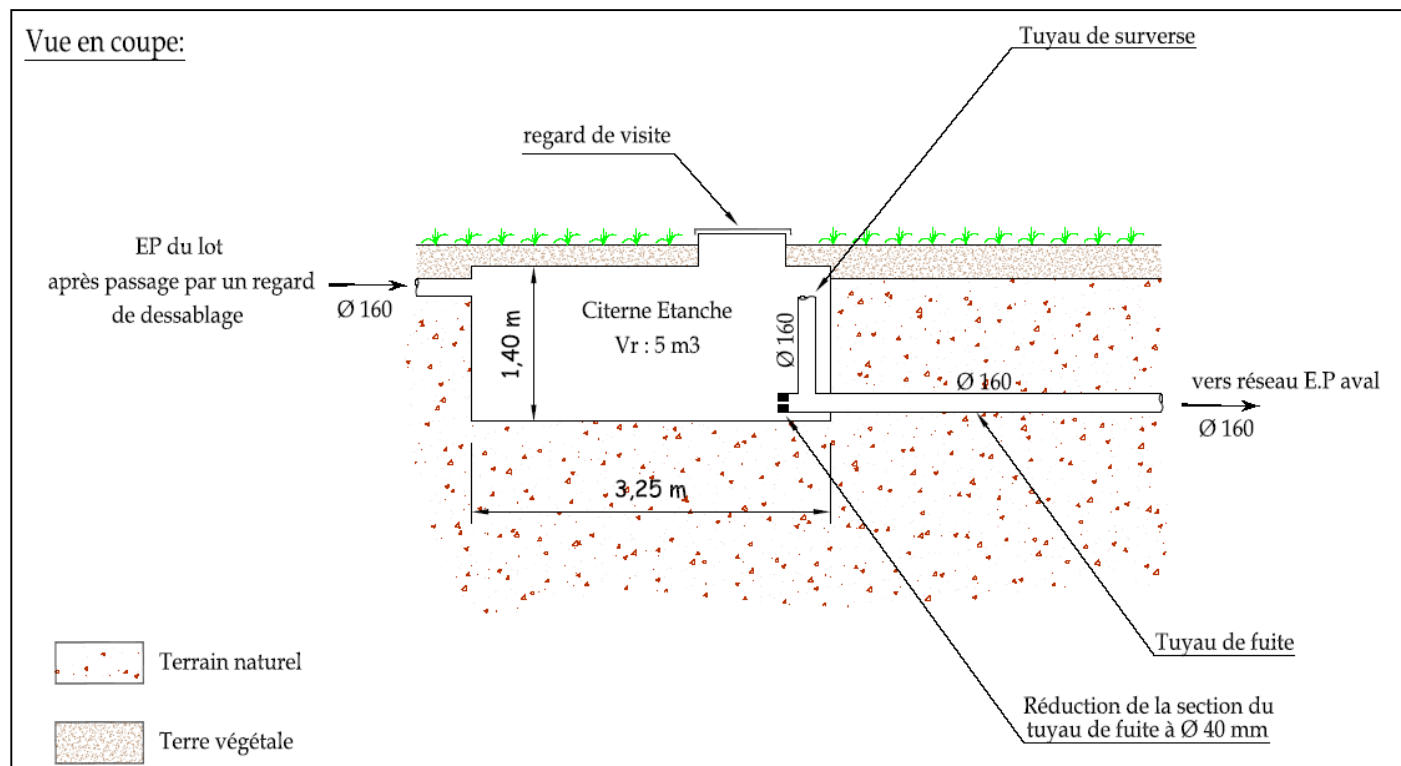 Vue en coupe:
Tuyau de surverse
regard de visite
EP du lot
après passage par un regard
de dessablage
Ø 160
1,40 m
Citerne Etanche
Vr : 5 m3
Ø 160
Ø 160
vers réseau E.P aval
Ø 160
3,25 m
Tuyau de fuite
Réduction de la section du
tuyau de fuite à Ø 40 mm
Terrain naturel
Terre végétale